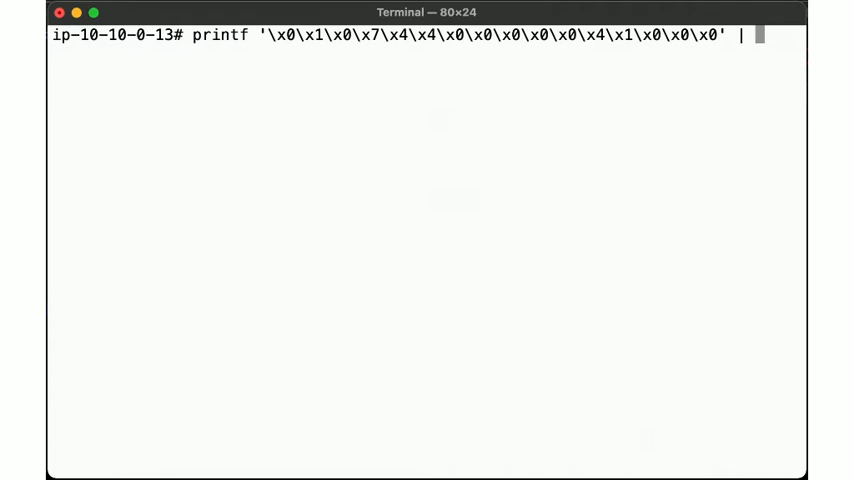 Terminal — 80×24
ip-10-10-0-13# printf '\x0\x1\x0\x7\x4\x4\x0\x0\x0\x0\x0\x4\x1\x0\x0\x0' |